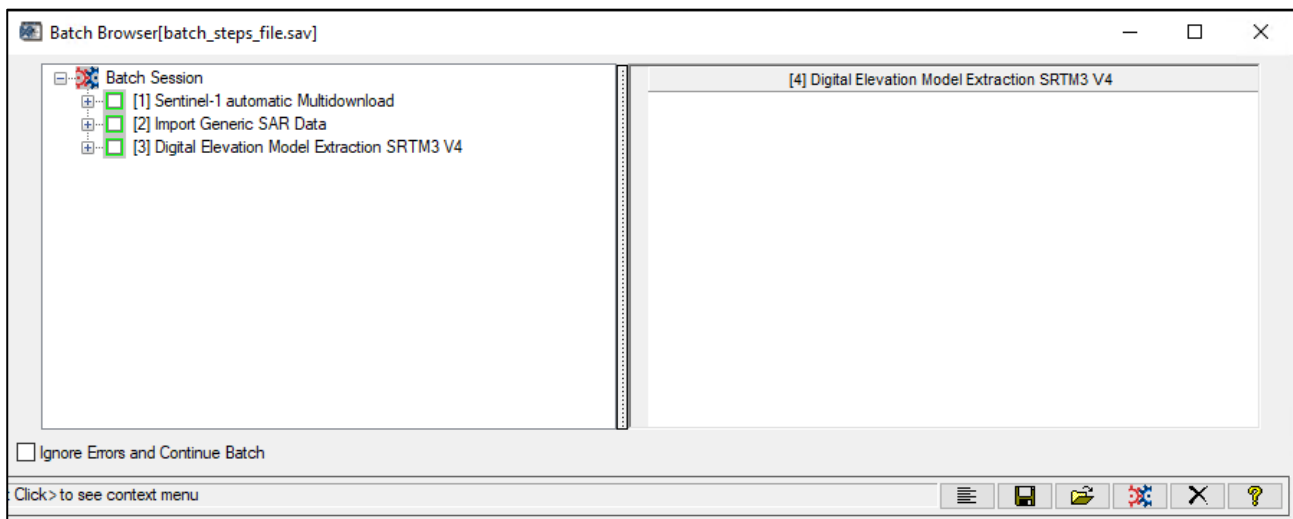 Batch Browser[batch_steps_file.sav]
Batch Session
[1] Sentinel-1 automatic Multidownload
[2] Import Generic SAR Data
[3] Digital Elevation Model Extraction SRTM3 V4
[4] Digital Elevation Model Extraction SRTM3 V4
Ignore Errors and Continue Batch
Click> to see context menu